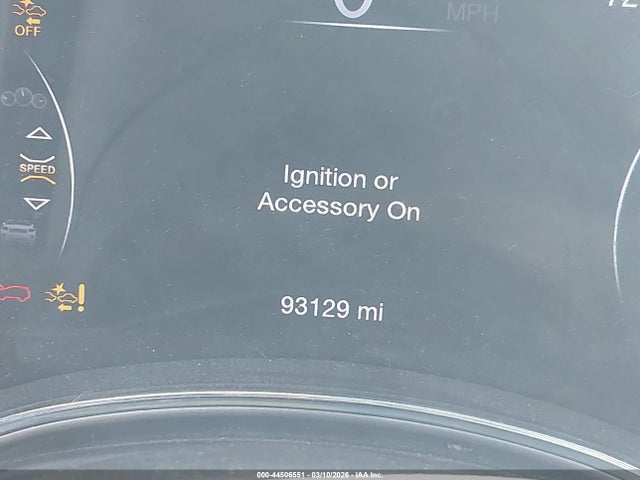 MPH
OFF
SPEED
Ignition or
Accessory On
93129 mi
000-44506551 - 03/10/2026 - IAA Inc.